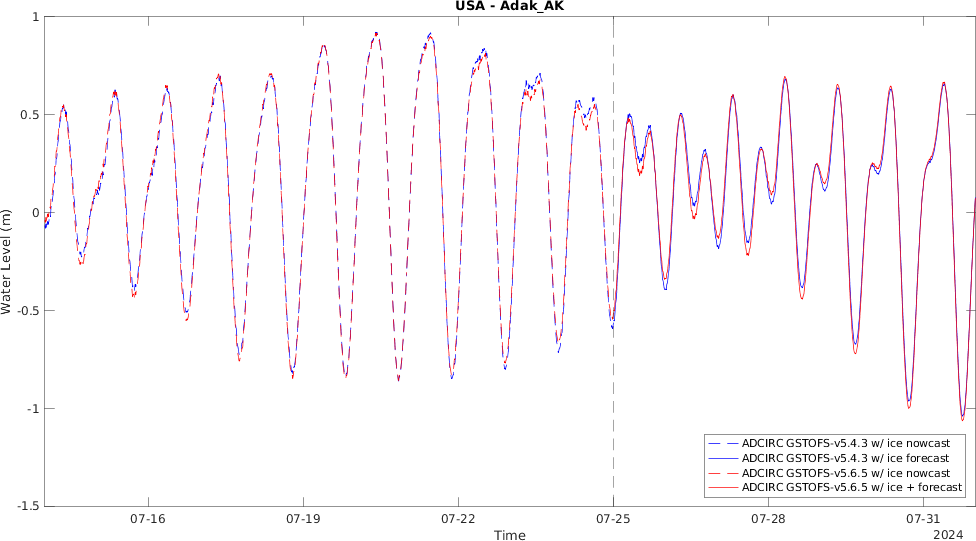 USA - Adak_AK
1
0.5
0
-0.5
-1
-1.5
Water Level (m)
07-16
07-19
07-22
07-25
07-28
07-31
Time
2024
ADCIRC GSTOFS-v5.4.3 w/ ice nowcast
ADCIRC GSTOFS-v5.4.3 w/ ice forecast
ADCIRC GSTOFS-v5.6.5 w/ ice nowcast
ADCIRC GSTOFS-v5.6.5 w/ ice + forecast